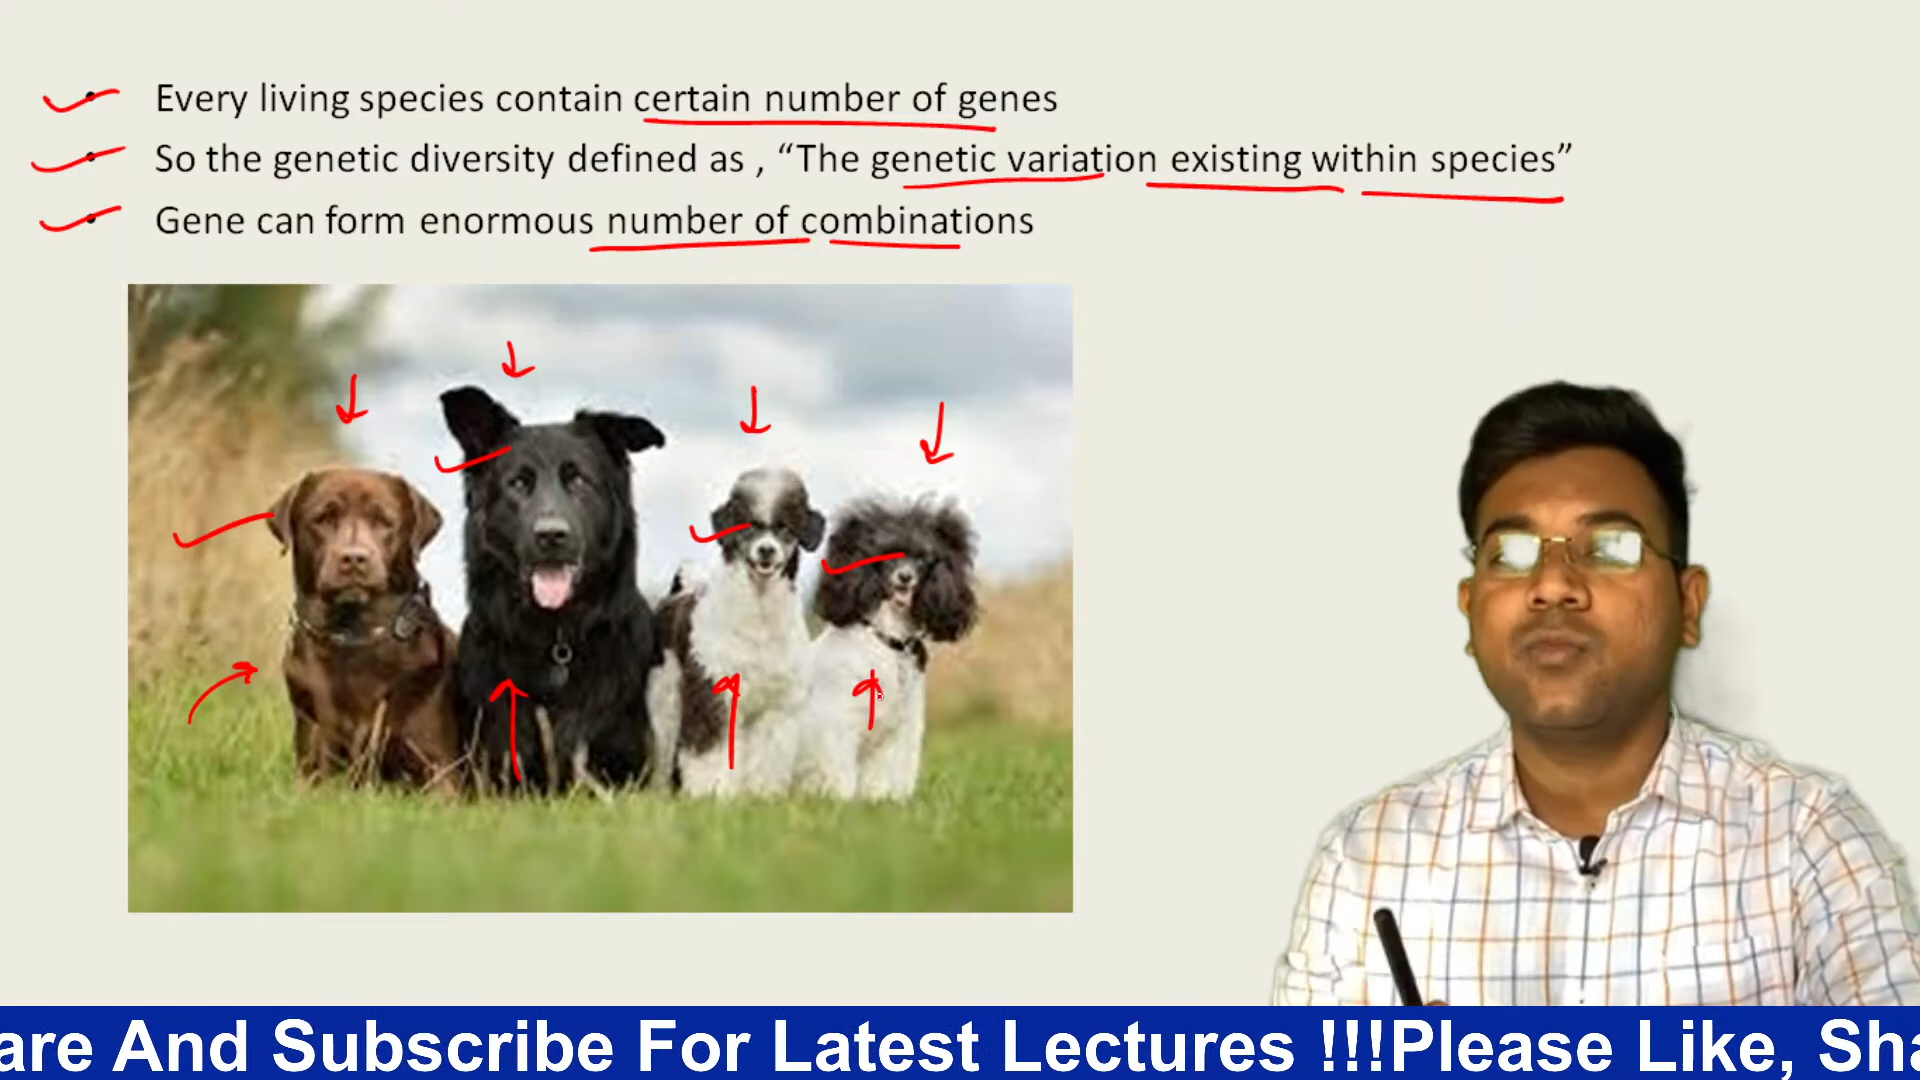 Every living species contain certain number of genes
So the genetic diversity defined as , “The genetic variation existing within species”
Gene can form enormous number of combinations
are And Subscribe For Latest Lectures !!!Please Like, Sha